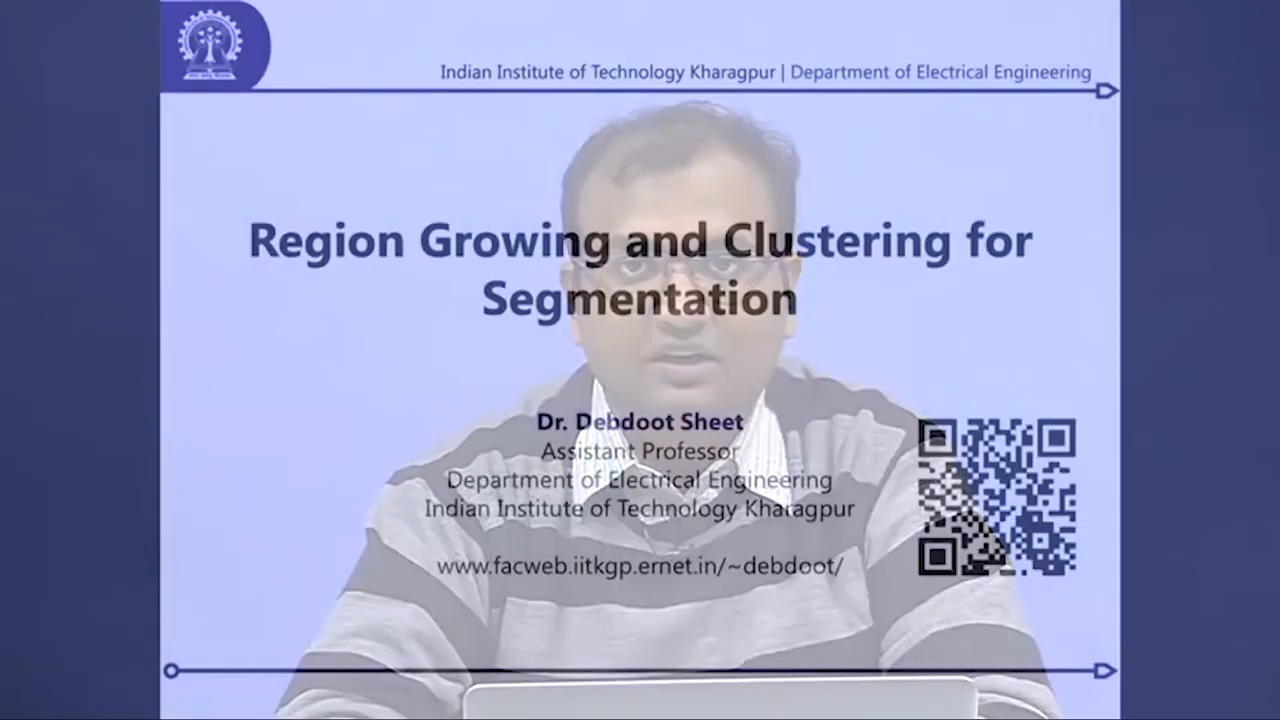 Indian Institute of Technology Kharagpur | Department of Electrical Engineering
Region Growing and Clustering for
Segmentation
Dr. Debdoot Sheet
Assistant Professor
Department of Electrical Engineering
Indian Institute of Technology Kharagpur
www.facweb.iitkgp.ernet.in/~debdoot/